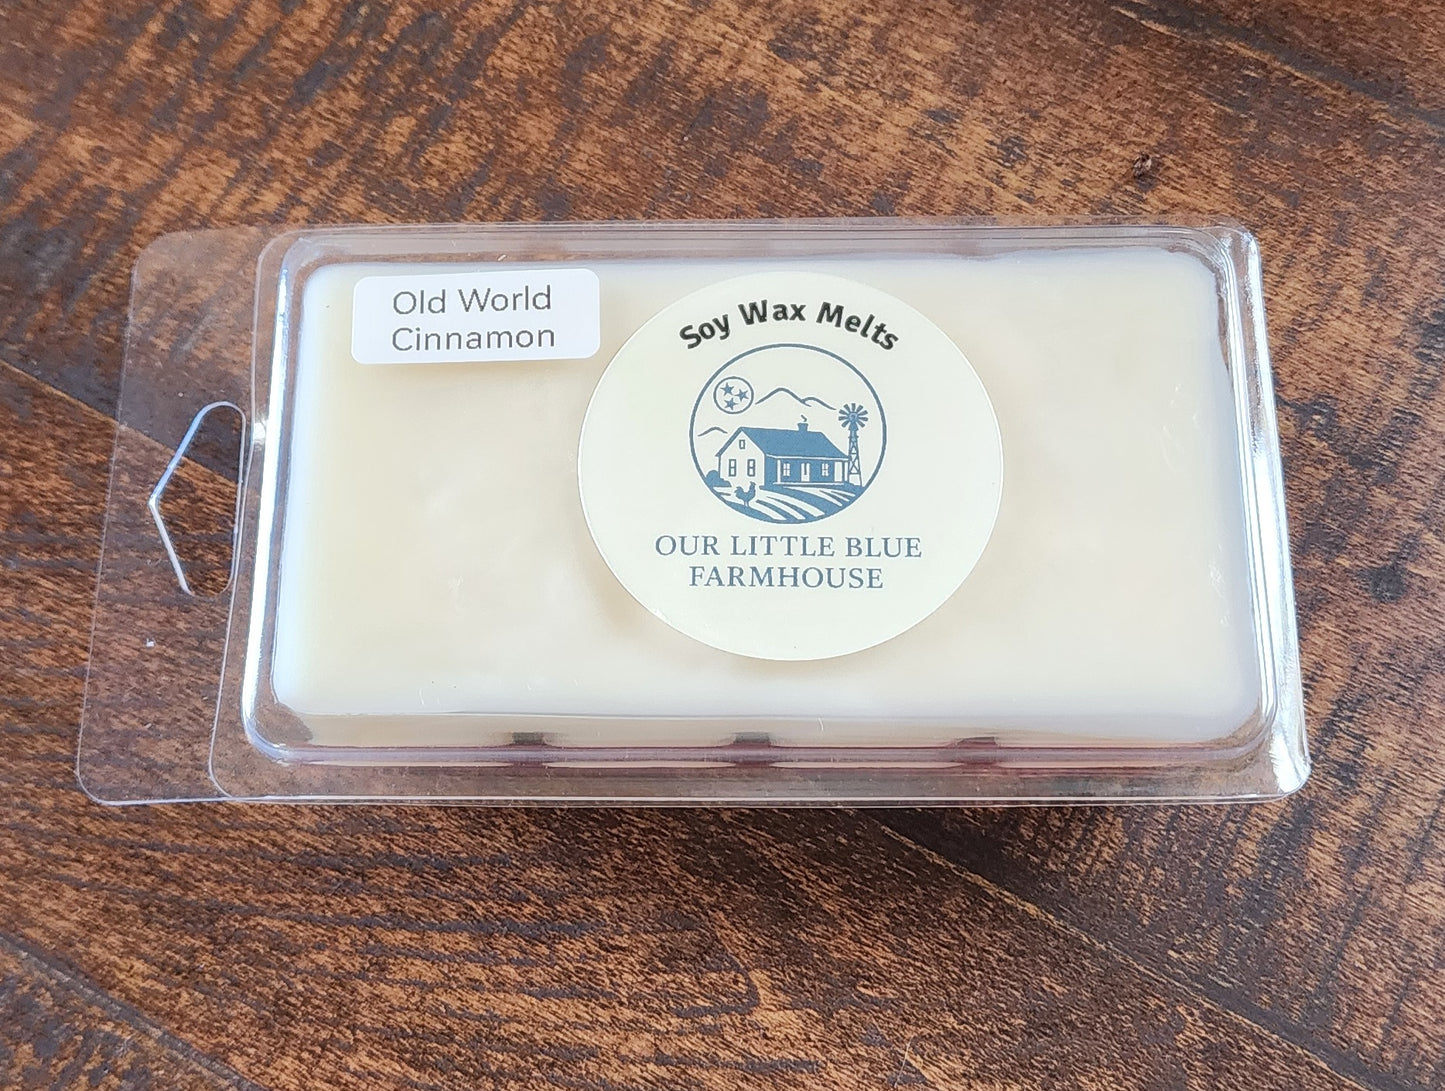 Old World
Cinnamon
Soy Wax Melts
OUR LITTLE BLUE
FARMHOUSE